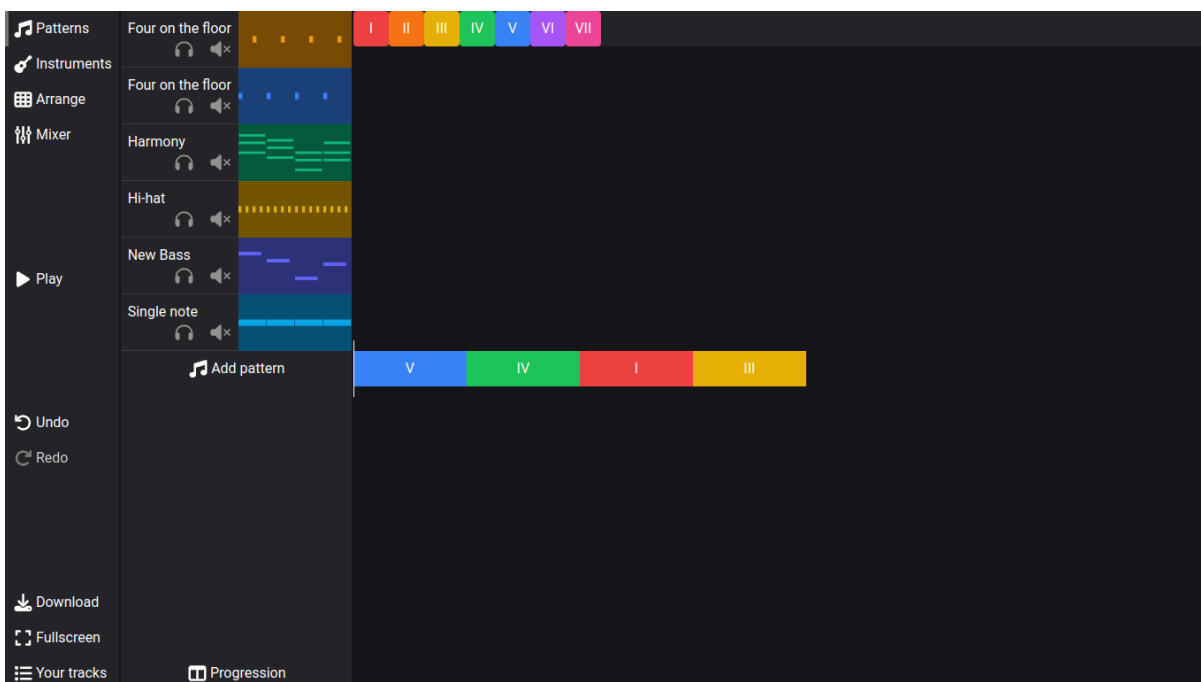 Patterns
Instruments
Arrange
Mixer
Play
Undo
Redo
Download
Fullscreen
Your tracks
Four on the floor
Four on the floor
Harmony
Hi-hat
New Bass
Single note
Add pattern
Progression
I II III IV V VI VII
V IV I III